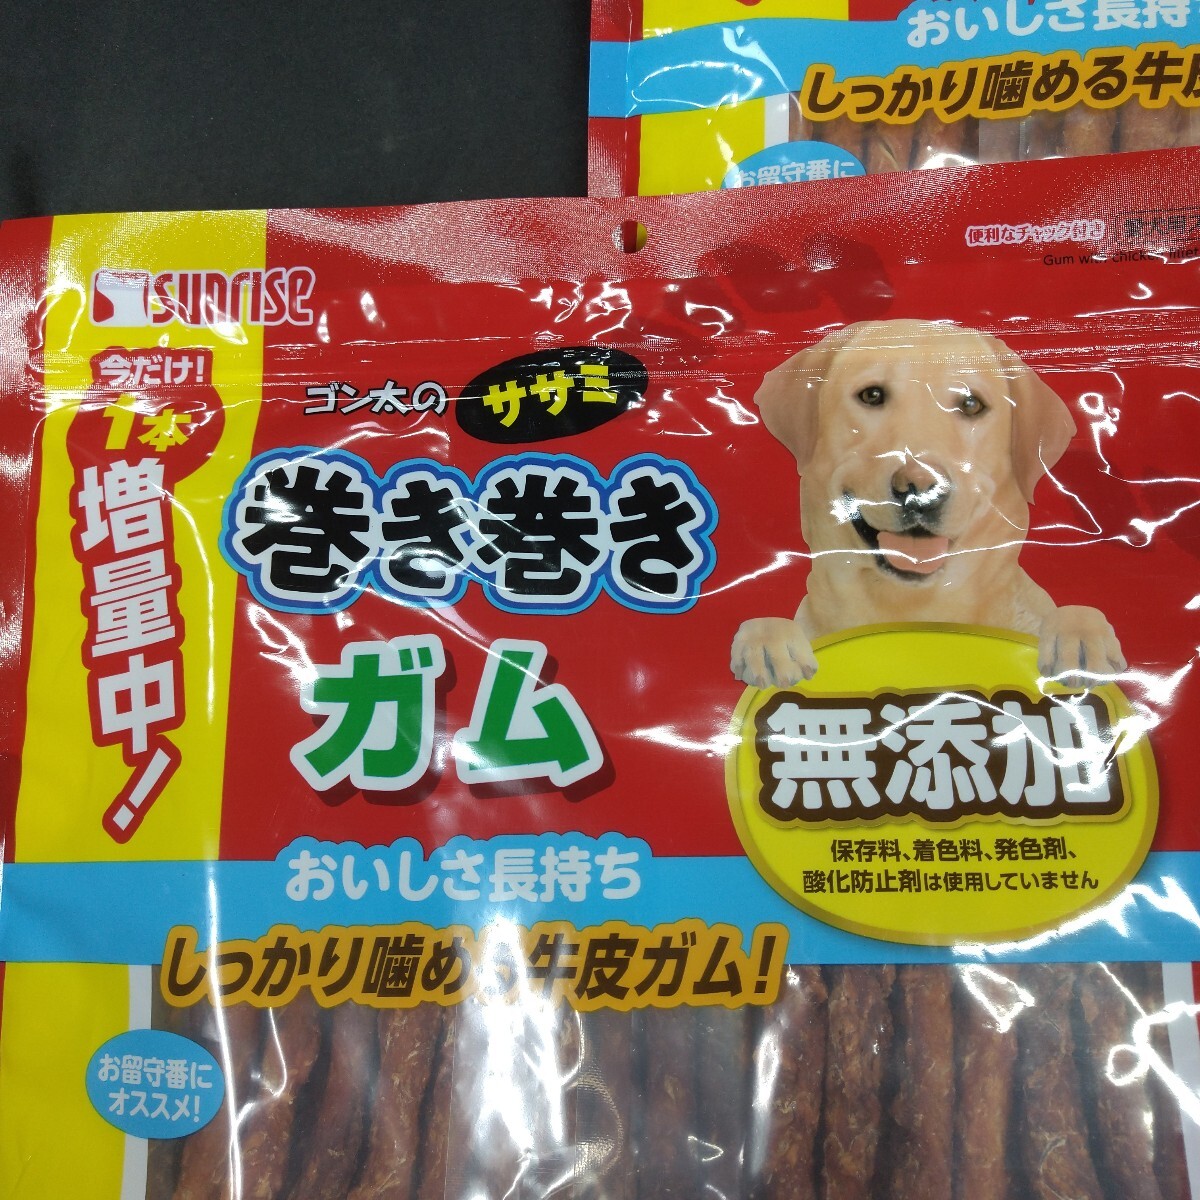 おいしさ長持
しっかり噛める牛皮
お留守番に
便利なチャック付き
Gum with chicken fillet
SUNRISE
今だけ!
1本
増量中!
ゴン太の
ササミ
巻き巻き
ガム
無添加
保存料、着色料、発色剤、
酸化防止剤は使用していません
おいしさ長持ち
しっかり噛める牛皮ガム!
お留守番に
オススメ!